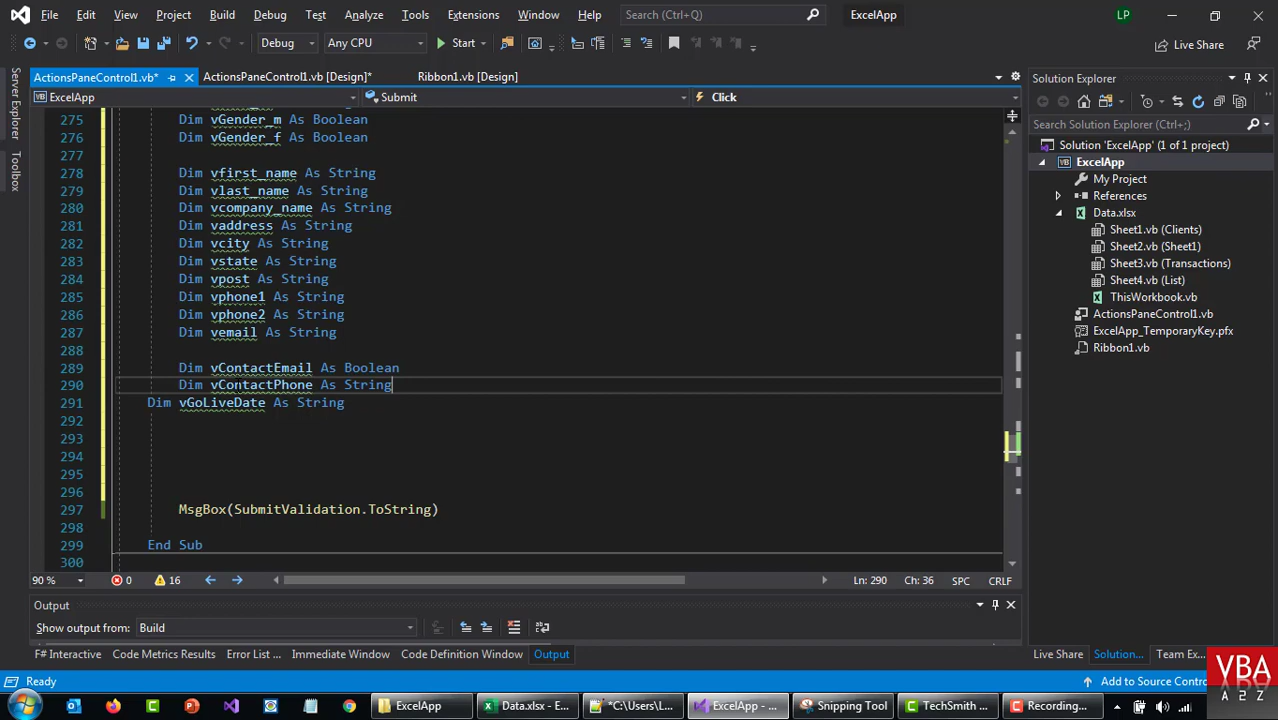 File Edit View Project Build Debug Test Analyze Tools Extensions Window Help Search (Ctrl+Q) ExcelApp LP
Debug Any CPU Start Live Share
ActionsPaneControl1.vb* ActionsPaneControl1.vb [Design]* Ribbon1.vb [Design]
ExcelApp Submit Click
Server Explorer
Toolbox
275 Dim vGender_m As Boolean
276 Dim vGender_f As Boolean
277
278 Dim vfirst_name As String
279 Dim vlast_name As String
280 Dim vcompany_name As String
281 Dim vaddress As String
282 Dim vcity As String
283 Dim vstate As String
284 Dim vpost As String
285 Dim vphone1 As String
286 Dim vphone2 As String
287 Dim vemail As String
288
289 Dim vContactEmail As Boolean
290 Dim vContactPhone As String
291 Dim vGoLiveDate As String
292
293
294
295
296
297 MsgBox(SubmitValidation.ToString)
298
299 End Sub
300
90 % 0 16 Ln: 290 Ch: 36 SPC CRLF
Output
Show output from: Build
F# Interactive Code Metrics Results Error List ... Immediate Window Code Definition Window Output
Solution Explorer
Search Solution Explorer (Ctrl+;)
Solution 'ExcelApp' (1 of 1 project)
ExcelApp
My Project
References
Data.xlsx
Sheet1.vb (Clients)
Sheet2.vb (Sheet1)
Sheet3.vb (Transactions)
Sheet4.vb (List)
ThisWorkbook.vb
ActionsPaneControl1.vb
ExcelApp_TemporaryKey.pfx
Ribbon1.vb
Live Share Solution... Team Ex...
Ready Add to Source Contro
ExcelApp Data.xlsx - E... *C:\Users\L... ExcelApp - ... Snipping Tool TechSmith ... Recording...
VBA
A2Z